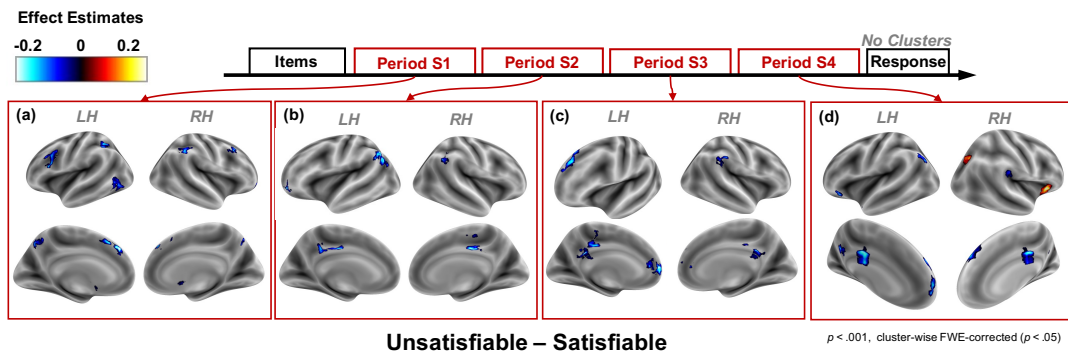 Effect Estimates
-0.2 0 0.2
No Clusters
Items Period S1 Period S2 Period S3 Period S4 Response
(a) LH RH
(b) LH RH
(c) LH RH
(d) LH RH
Unsatisfiable – Satisfiable
p < .001, cluster-wise FWE-corrected (p < .05)